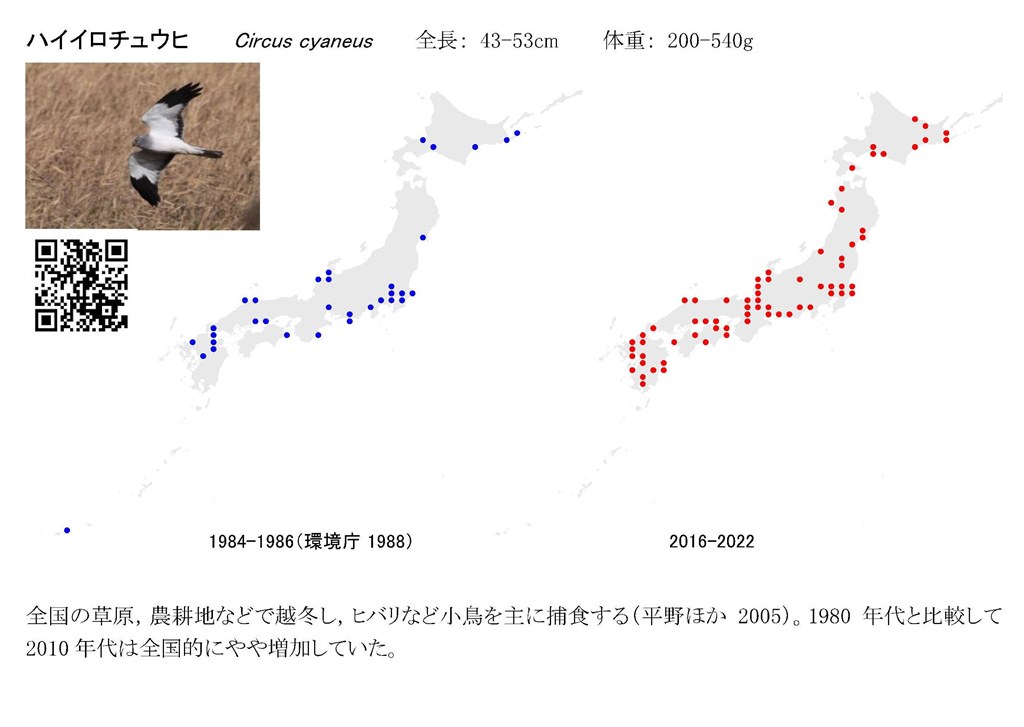 ハイイロチュウヒ Circus cyaneus 全長： 43-53cm 体重： 200-540g
1984-1986（環境庁 1988） 2016-2022
全国の草原，農耕地などで越冬し，ヒバリなど小鳥を主に捕食する（平野ほか 2005）。1980 年代と比較して
2010 年代は全国的にやや増加していた。